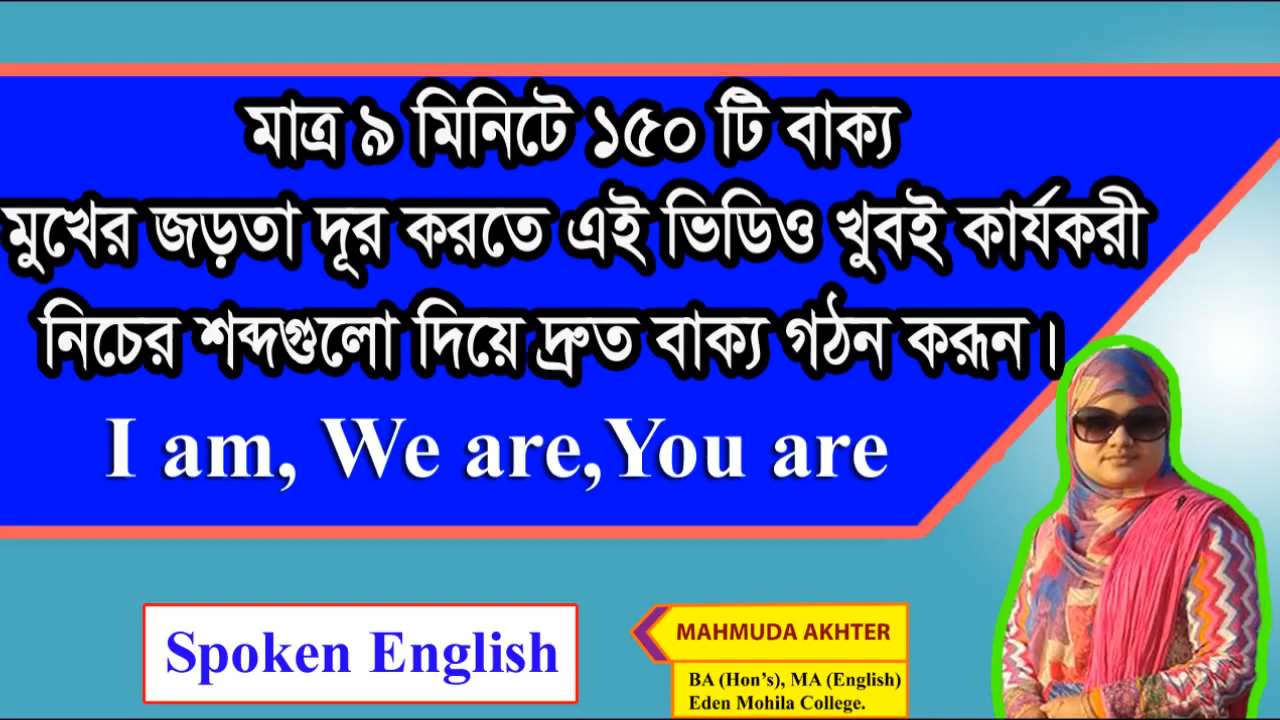 মাত্র ৯ মিনিটে ১৫০ টি বাক্য
মুখের জড়তা দূর করতে এই ভিডিও খুবই কার্যকরী
নিচের শব্দগুলো দিয়ে দ্রুত বাক্য গঠন করুন।
I am, We are,You are
Spoken English
MAHMUDA AKHTER
BA (Hon's), MA (English)
Eden Mohila College.